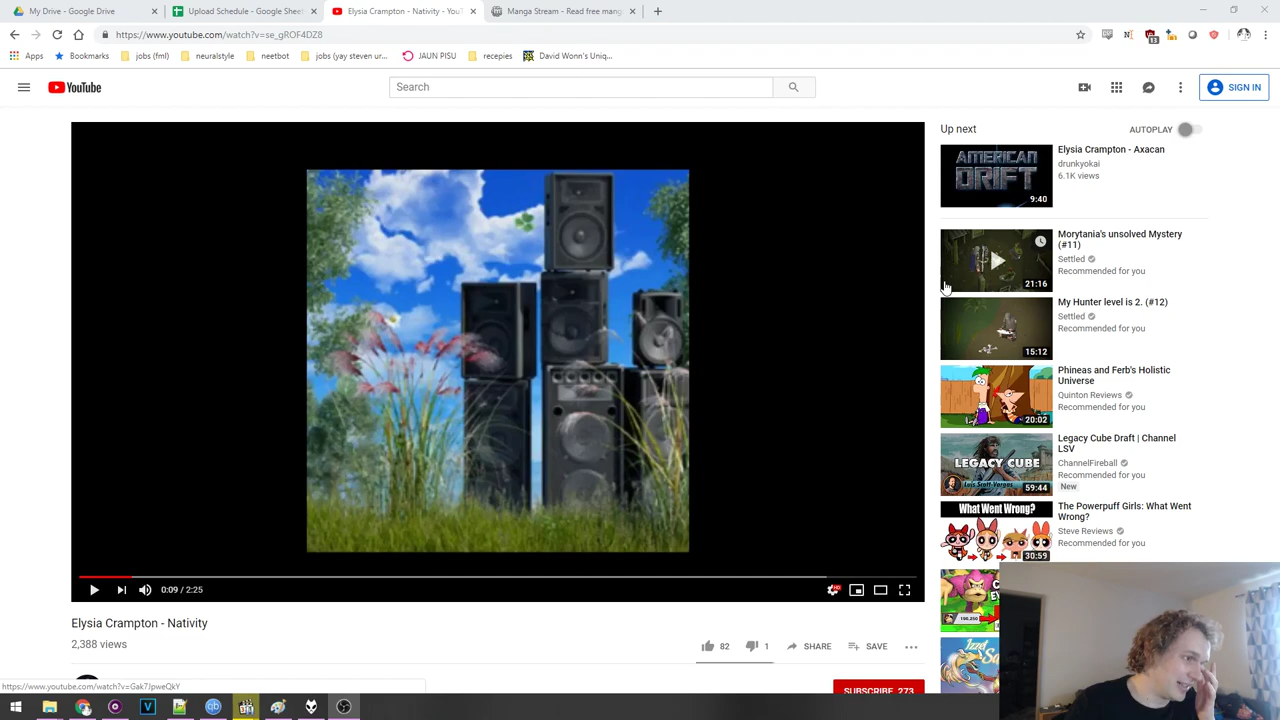 My Drive - Google Drive
Upload Schedule - Google Sheet
Elysia Crampton - Nativity - YouT
Manga Stream - Read free mang
https://www.youtube.com/watch?v=se_gROF4DZ8
Apps
Bookmarks
jobs (fml)
neuralstyle
neetbot
jobs (yay steven ur...
JAUN PISU
recepies
David Wonn's Uniq...
YouTube
Search
SIGN IN
Up next
AUTOPLAY
AMERICAN
DRIFT
9:40
Elysia Crampton - Axacan
drunkyokai
6.1K views
21:16
Morytania's unsolved Mystery
(#11)
Settled
Recommended for you
15:12
My Hunter level is 2. (#12)
Settled
Recommended for you
20:02
Phineas and Ferb's Holistic
Universe
Quinton Reviews
Recommended for you
LEGACY CUBE
Luis Scott-Vargas
59:44
Legacy Cube Draft | Channel
LSV
ChannelFireball
Recommended for you
New
What Went Wrong?
30:59
The Powerpuff Girls: What Went
Wrong?
Steve Reviews
Recommended for you
0:09 / 2:25
HD
Elysia Crampton - Nativity
2,388 views
82
1
SHARE
SAVE
SUBSCRIBE 273
https://www.youtube.com/watch?v=Gak7JpweQkY